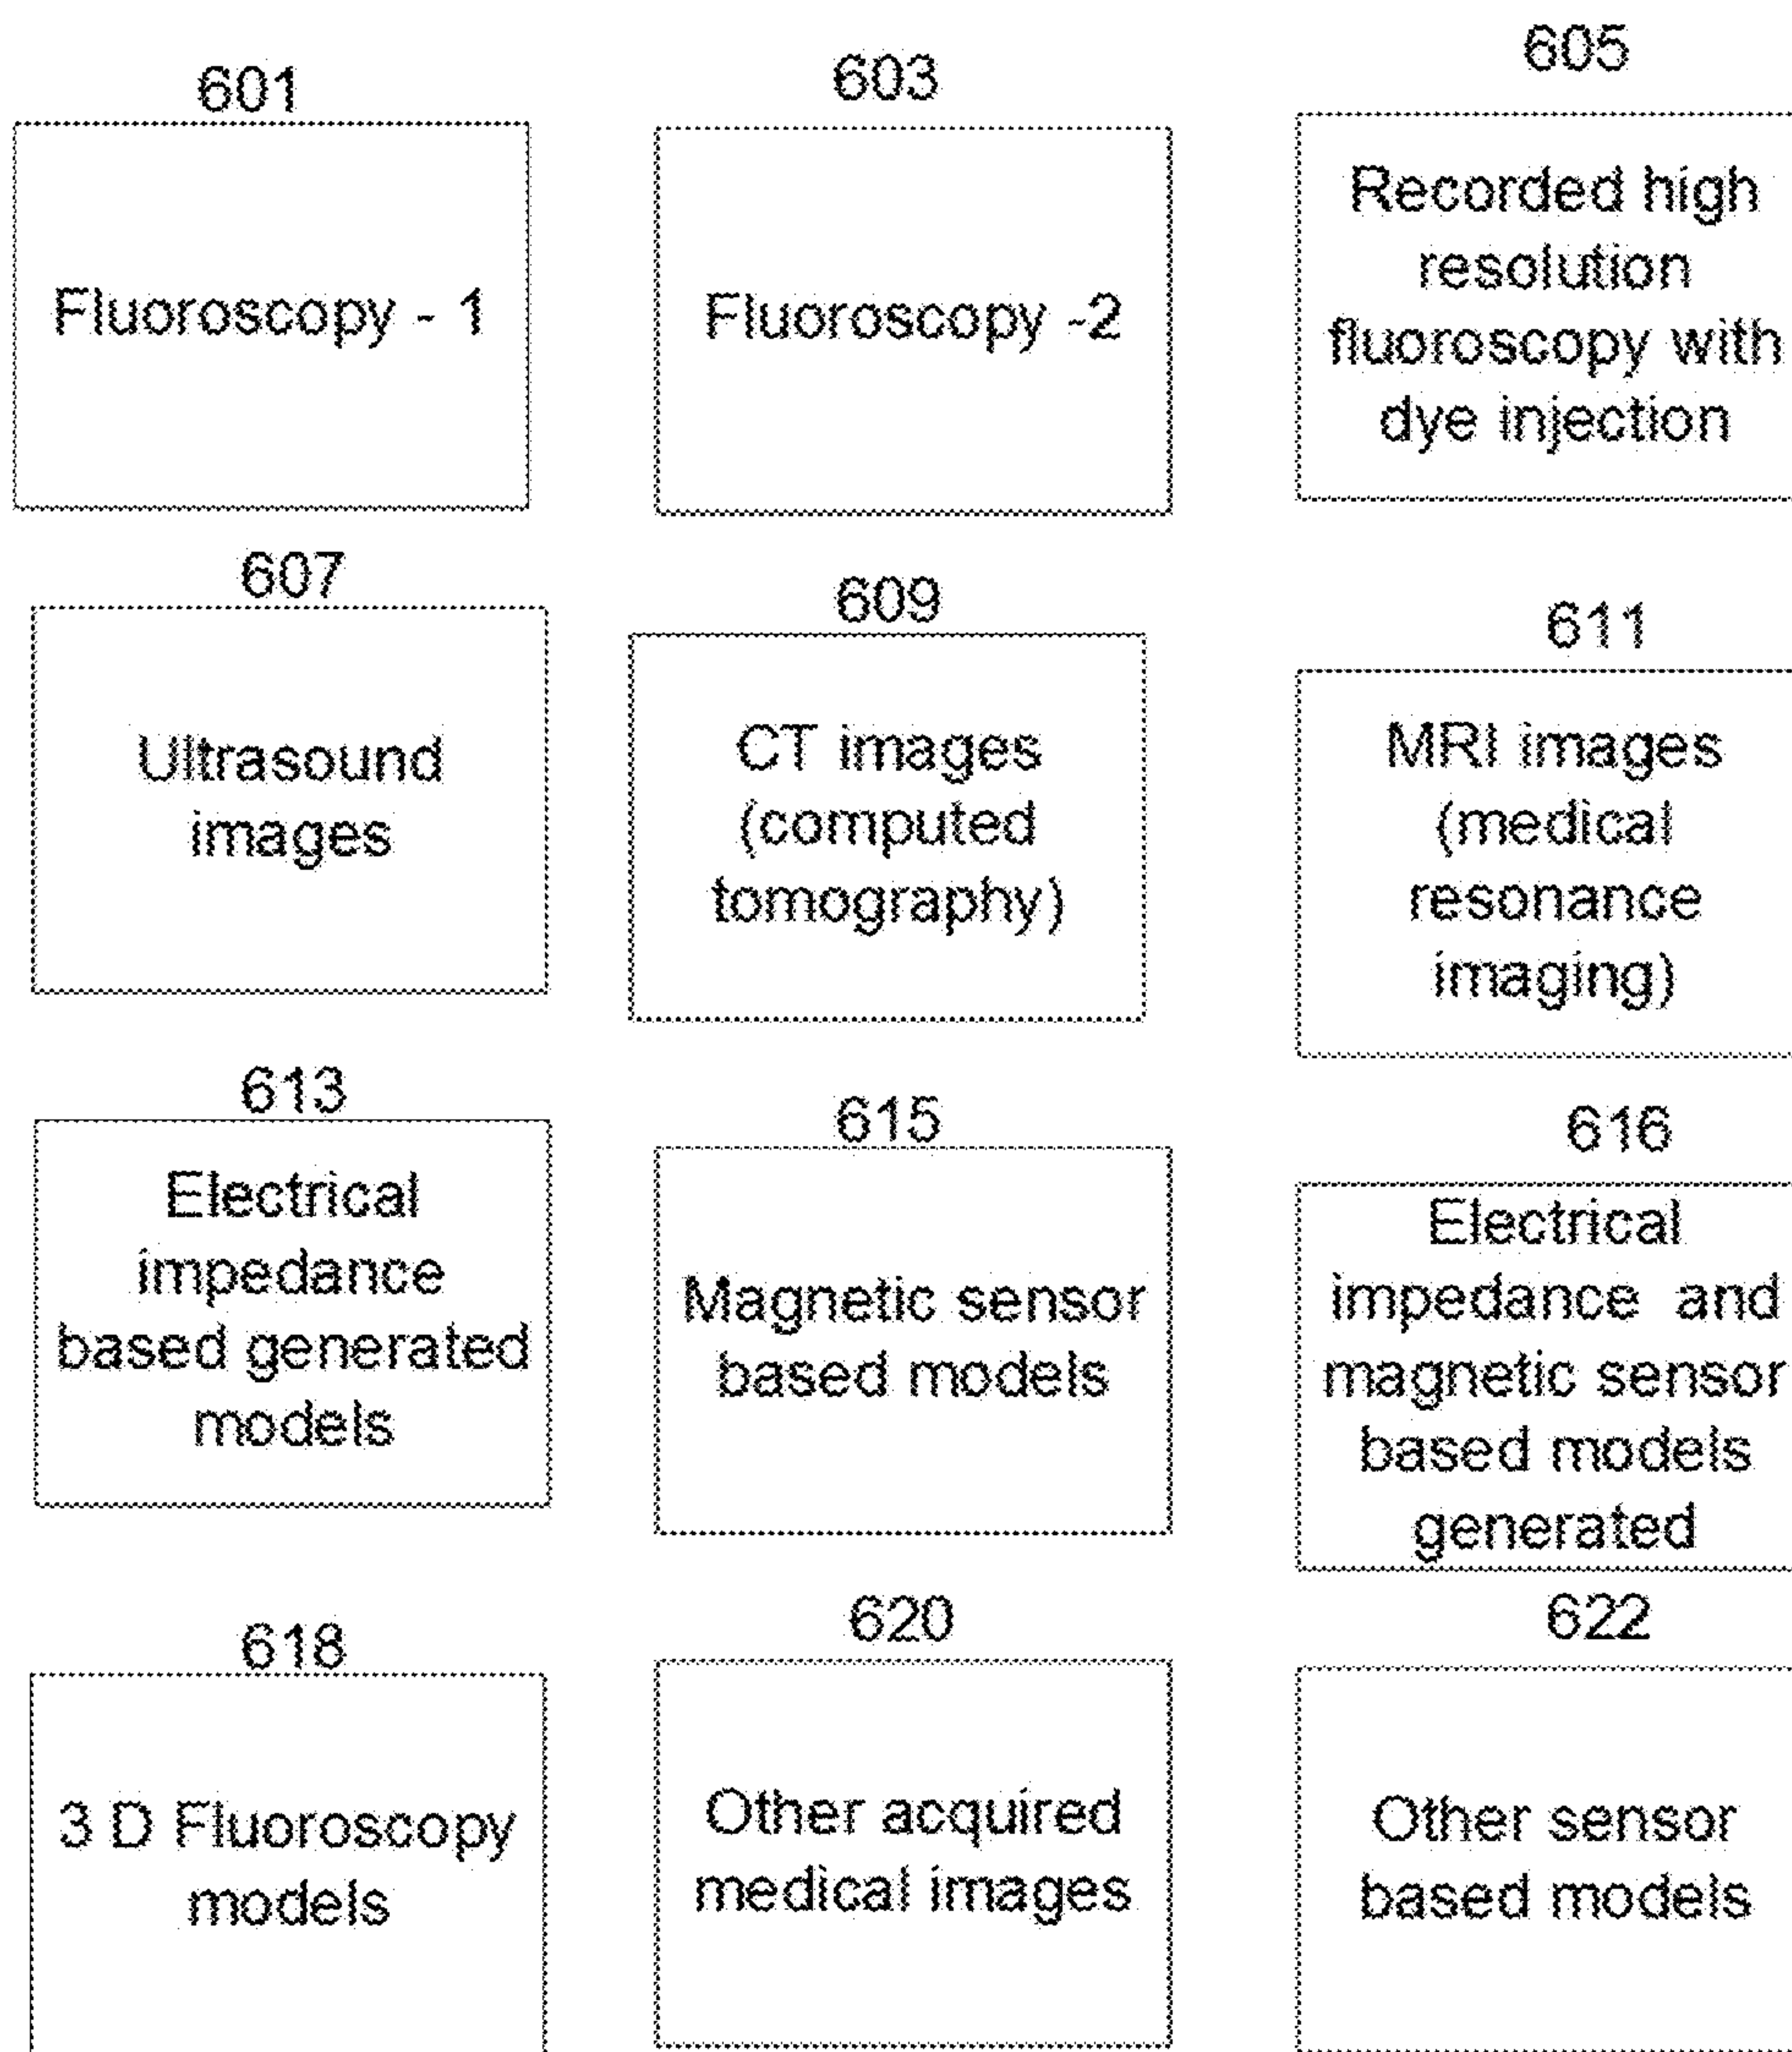 601
Fluoroscopy - 1
603
Fluoroscopy -2
605
Recorded high
resolution
fluoroscopy with
dye injection
607
Ultrasound
images
609
CT images
(computed
tomography)
611
MRI images
(medical
resonance
imaging)
613
Electrical
impedance
based generated
models
615
Magnetic sensor
based models
616
Electrical
impedance and
magnetic sensor
based models
generated
618
3 D Fluoroscopy
models
620
Other acquired
medical images
622
Other sensor
based models